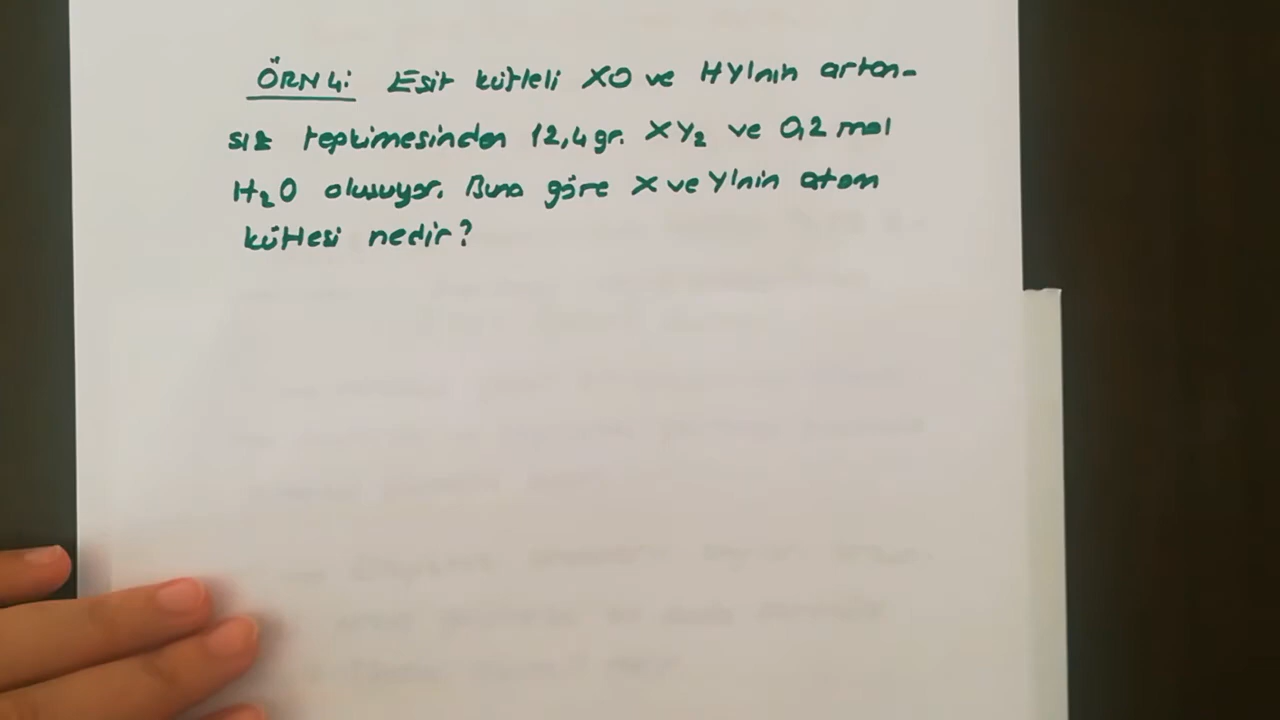 ÖRN 4: Eşit kütleli XO ve HY'nin artan-
sız tepkimesinden 12,4 gr. XY₂ ve 0,2 mol
H₂O oluşuyor. Buna göre X ve Y'nin atom
kütlesi nedir?